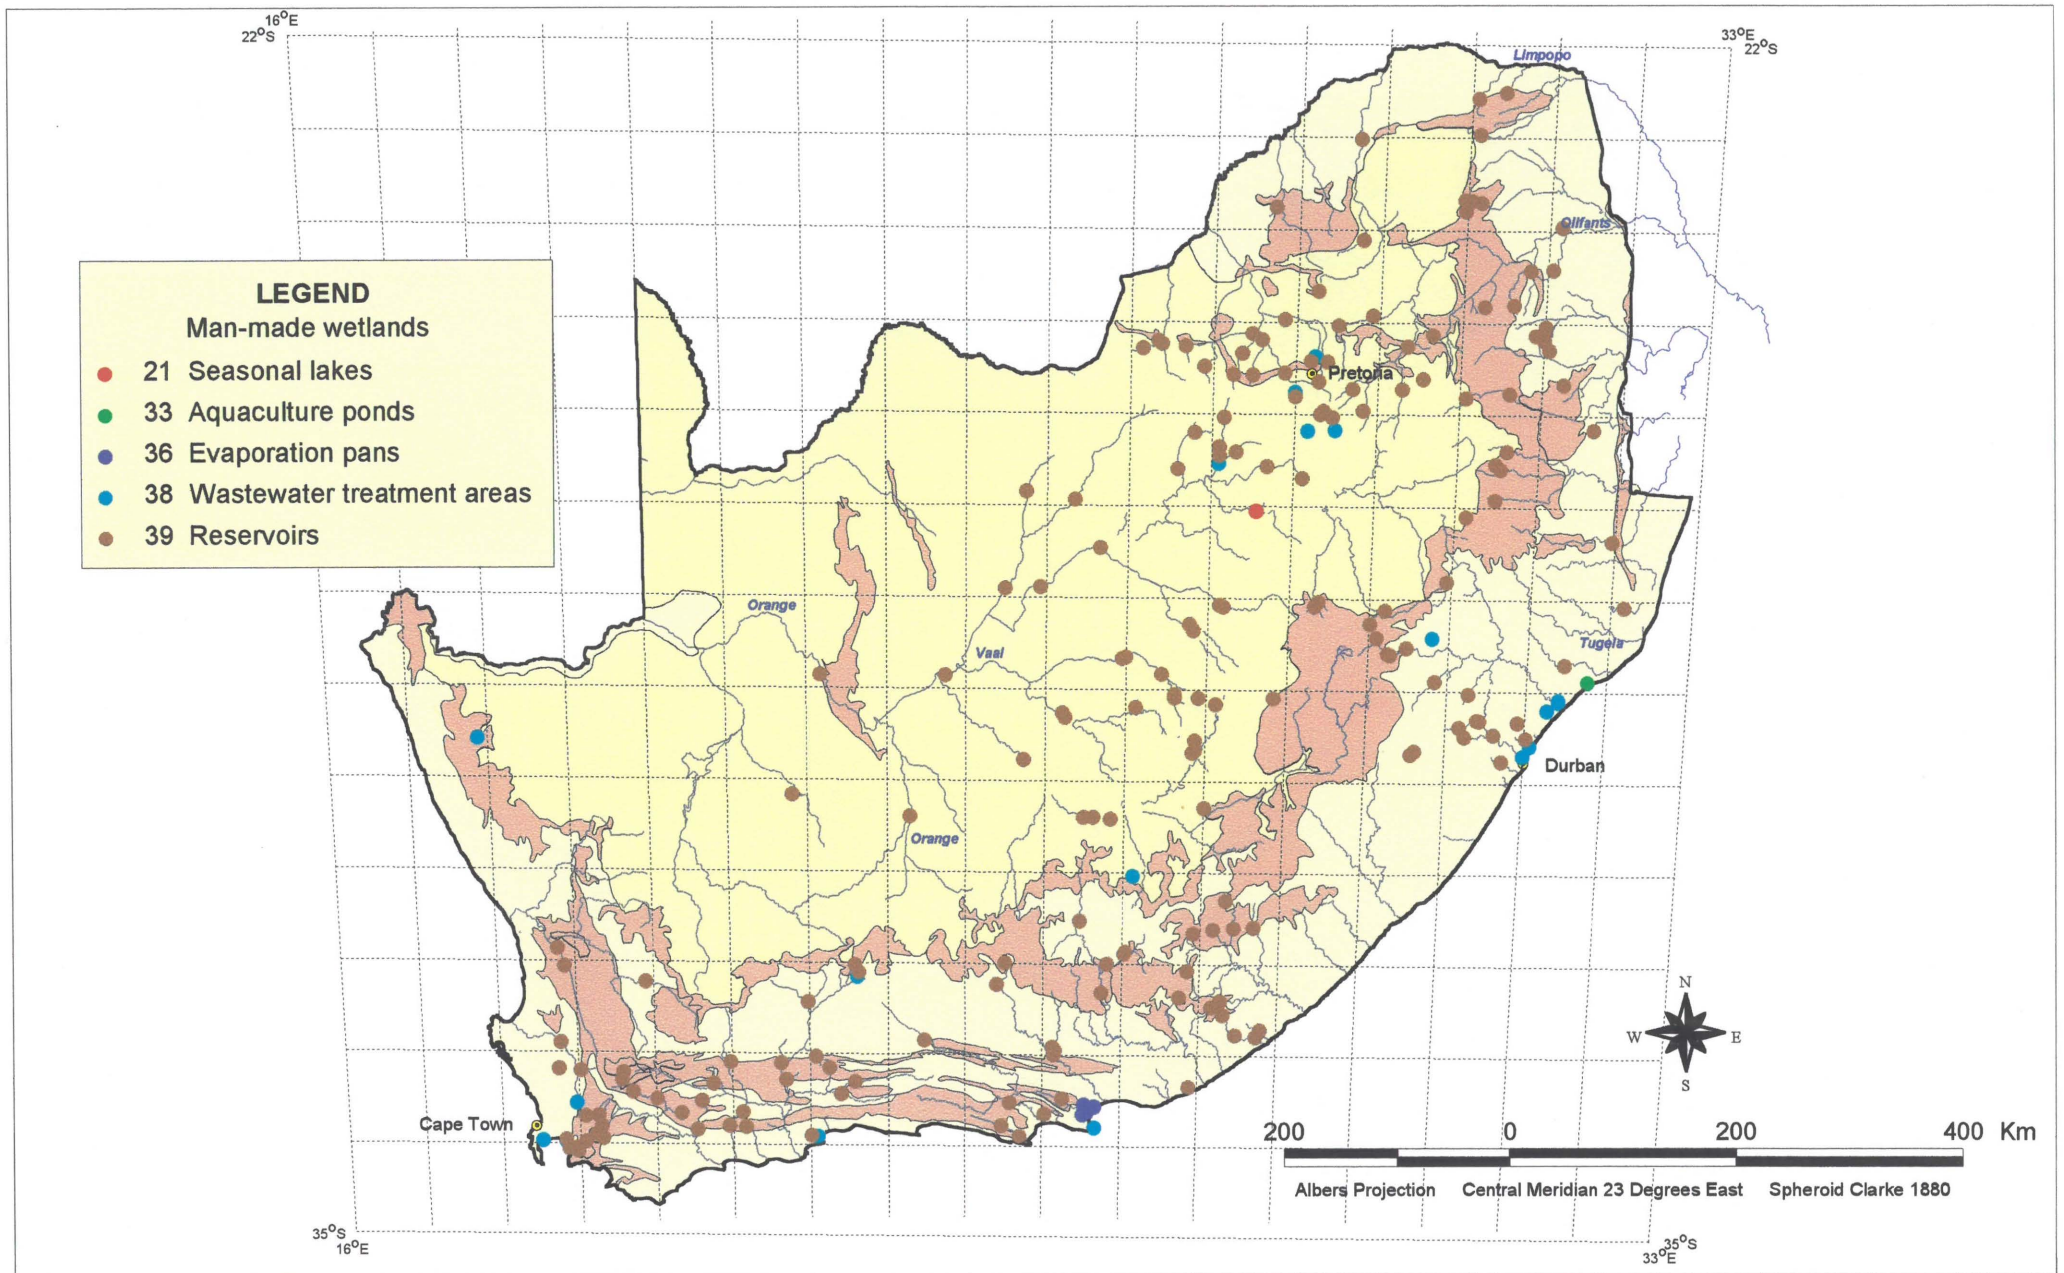 16°E
22°S
33°E
22°S
Limpopo
Olifants
LEGEND
Man-made wetlands
21 Seasonal lakes
33 Aquaculture ponds
36 Evaporation pans
38 Wastewater treatment areas
39 Reservoirs
Pretoria
Orange
Vaal
Tugela
Durban
Orange
N
W E
S
Cape Town
200 0 200 400 Km
Albers Projection Central Meridian 23 Degrees East Spheroid Clarke 1880
35°S
16°E
35°S
33°E